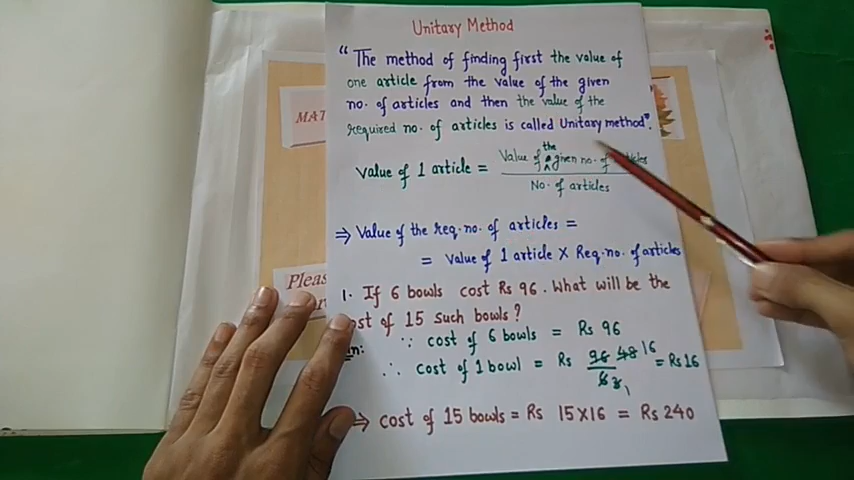 Unitary Method
"The method of finding first the value of
one article from the value of the given
no. of articles and then the value of the
required no. of articles is called Unitary method".
Value of 1 article = Value of the given no. of articles
No. of articles
⇒ Value of the req. no. of articles =
= Value of 1 article X Req. no. of articles
1. If 6 bowls cost Rs 96. What will be the
cost of 15 such bowls?
∵ cost of 6 bowls = Rs 96
∴ cost of 1 bowl = Rs 96 48 16 = Rs 16
6 3 1
⇒ cost of 15 bowls = Rs 15X16 = Rs 240
MAT
Pleas